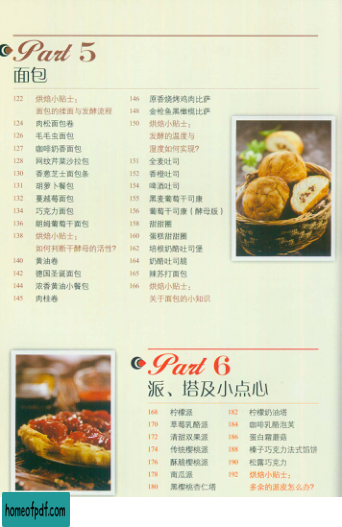 Part 5
面包
122 烘焙小贴士:
面包的揉面与发酵流程
124 肉松面包卷
126 毛毛虫面包
127 咖啡奶香面包
128 网纹芹菜沙拉包
130 香葱芝士面包条
131 胡萝卜餐包
132 蔓越莓面包
134 巧克力面包
136 朗姆葡萄干面包
138 烘焙小贴士:
如何判断干酵母的活性?
140 黄油卷
142 德国圣诞面包
144 浓香黄油小餐包
145 肉桂卷
146 原香烧烤鸡肉比萨
148 金枪鱼黑橄榄比萨
150 烘焙小贴士:
发酵的温度与
湿度如何实现?
151 全麦吐司
152 香橙吐司
154 啤酒吐司
155 黑麦葡萄干司康
156 葡萄干司康（酵母版）
158 甜甜圈
160 蛋糕甜甜圈
162 培根奶酪吐司堡
164 奶酪吐司腿
165 辣苏打面包
166 烘焙小贴士:
关于面包的小知识
Part 6
派、塔及小点心
168 柠檬派
170 草莓乳酪派
172 清甜双果派
174 传统樱桃派
176 酥腿樱桃派
178 南瓜派
180 黑樱桃杏仁塔
182 柠檬奶油塔
184 咖啡乳酪泡芙
186 蛋白霜蘑菇
188 榛子巧克力法式馅饼
190 松露巧克力
192 烘焙小贴士:
多余的派皮怎么办?
homeofpdf.com